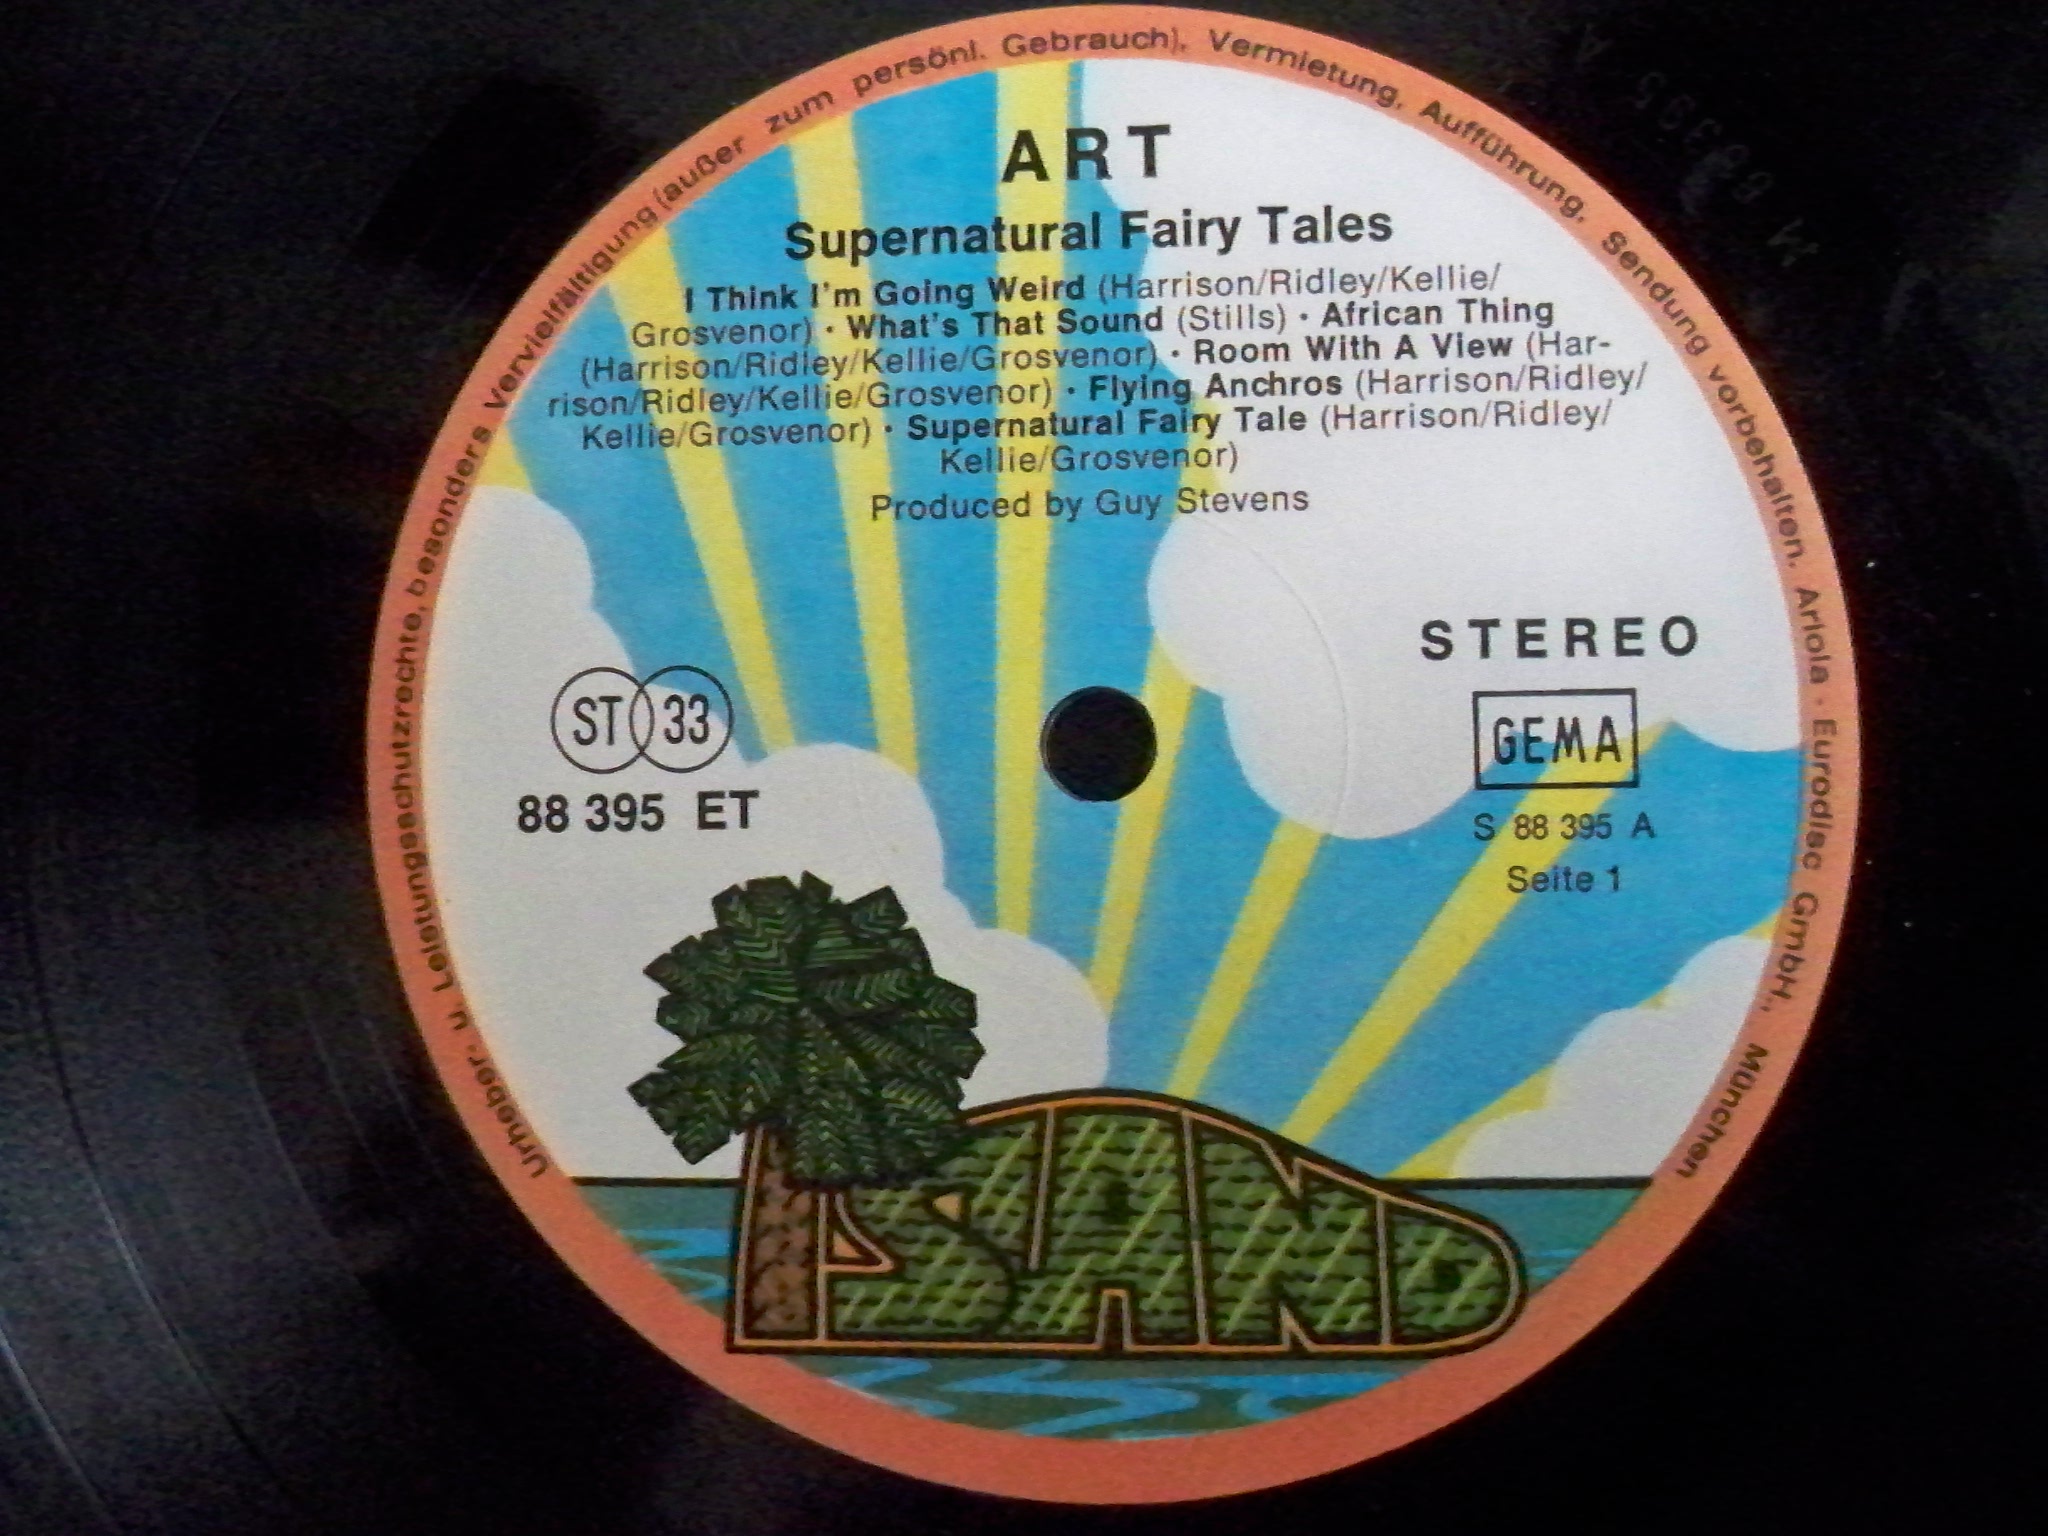 ART
Supernatural Fairy Tales
I Think I'm Going Weird (Harrison/Ridley/Kellie/
Grosvenor) · What's That Sound (Stills) · African Thing
(Harrison/Ridley/Kellie/Grosvenor) · Room With A View (Har-
rison/Ridley/Kellie/Grosvenor) · Flying Anchros (Harrison/Ridley/
Kellie/Grosvenor) · Supernatural Fairy Tale (Harrison/Ridley/
Kellie/Grosvenor)
Produced by Guy Stevens
STEREO
ST 33
GEMA
88 395 ET
S 88 395 A
Seite 1
ISLAND
Urheber- u. Leistungsschutzrechte, besonders Vervielfältigung (außer zum persönl. Gebrauch), Vermietung, Aufführung, Sendung vorbehalten. Ariola - Eurodisc GmbH., München